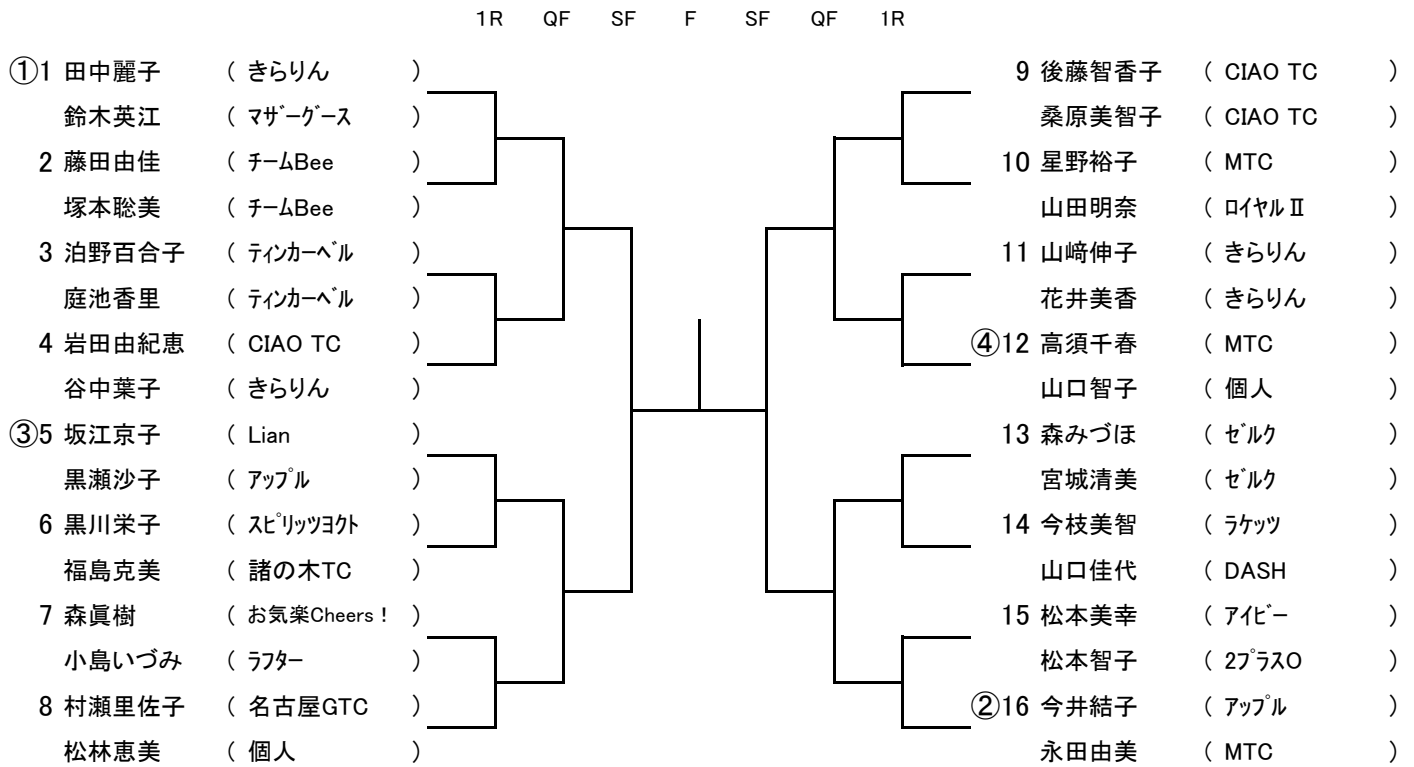 1R QF SF F SF QF 1R
①1 田中麗子 ( きらりん ) 9 後藤智香子 ( CIAO TC )
鈴木英江 ( ﾏｻﾞｰｸﾞｰｽ ) 桑原美智子 ( CIAO TC )
2 藤田由佳 ( ﾁｰﾑBee ) 10 星野裕子 ( MTC )
塚本聡美 ( ﾁｰﾑBee ) 山田明奈 ( ﾛｲﾔﾙⅡ )
3 泊野百合子 ( ﾃｨﾝｶｰﾍﾞﾙ ) 11 山﨑伸子 ( きらりん )
庭池香里 ( ﾃｨﾝｶｰﾍﾞﾙ ) 花井美香 ( きらりん )
4 岩田由紀恵 ( CIAO TC ) ④12 高須千春 ( MTC )
谷中葉子 ( きらりん ) 山口智子 ( 個人 )
③5 坂江京子 ( Lian ) 13 森みづほ ( ｾﾞﾙｸ )
黒瀬沙子 ( ｱｯﾌﾟﾙ ) 宮城清美 ( ｾﾞﾙｸ )
6 黒川栄子 ( ｽﾋﾟﾘｯﾂﾖｸﾄ ) 14 今枝美智 ( ﾗｹｯﾂ )
福島克美 ( 諸の木TC ) 山口佳代 ( DASH )
7 森眞樹 ( お気楽Cheers！ ) 15 松本美幸 ( ｱｲﾋﾞｰ )
小島いづみ ( ﾗﾌﾀｰ ) 松本智子 ( 2ﾌﾟﾗｽO )
8 村瀬里佐子 ( 名古屋GTC ) ②16 今井結子 ( ｱｯﾌﾟﾙ )
松林恵美 ( 個人 ) 永田由美 ( MTC )